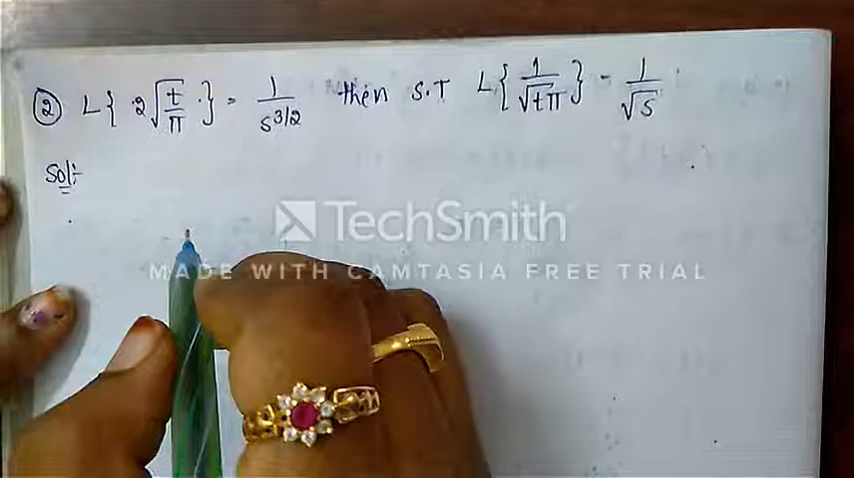 ② L{ 2√(t/π) } = 1/s^3/2 then S.T L{ 1/√(tπ) } = 1/√s
Sol:-
TechSmith
MADE WITH CAMTASIA FREE TRIAL